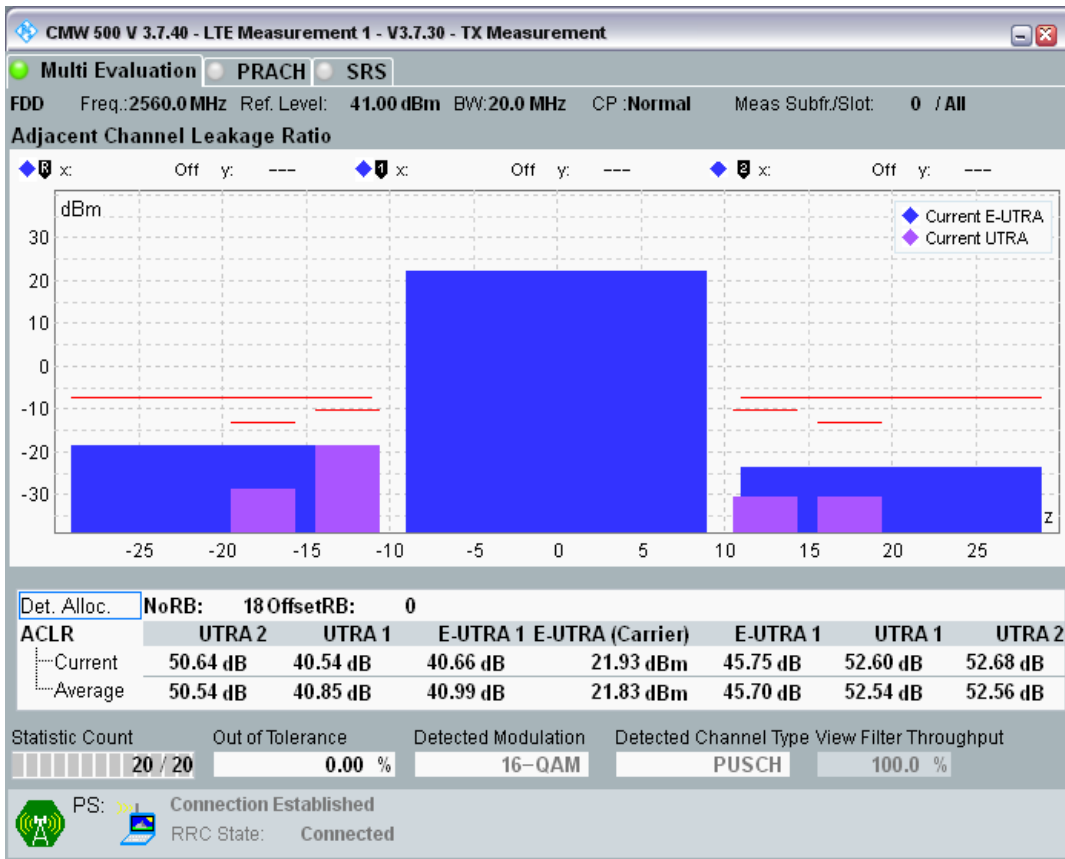 CMW 500 V 3.7.40 - LTE Measurement 1 - V3.7.30 - TX Measurement
Multi Evaluation PRACH SRS
FDD Freq.:2560.0 MHz Ref. Level: 41.00 dBm BW:20.0 MHz CP :Normal Meas Subfr./Slot: 0 / All
Adjacent Channel Leakage Ratio
R x: Off y: --- 1 x: Off y: --- 2 x: Off y: ---
dBm
Current E-UTRA
Current UTRA
30
20
10
0
-10
-20
-30
z
-25 -20 -15 -10 -5 0 5 10 15 20 25
Det. Alloc. NoRB: 18 OffsetRB: 0
ACLR UTRA 2 UTRA 1 E-UTRA 1 E-UTRA (Carrier) E-UTRA 1 UTRA 1 UTRA 2
Current 50.64 dB 40.54 dB 40.66 dB 21.93 dBm 45.75 dB 52.60 dB 52.68 dB
Average 50.54 dB 40.85 dB 40.99 dB 21.83 dBm 45.70 dB 52.54 dB 52.56 dB
Statistic Count Out of Tolerance Detected Modulation Detected Channel Type View Filter Throughput
20 / 20 0.00 % 16-QAM PUSCH 100.0 %
PS: Connection Established
RRC State: Connected